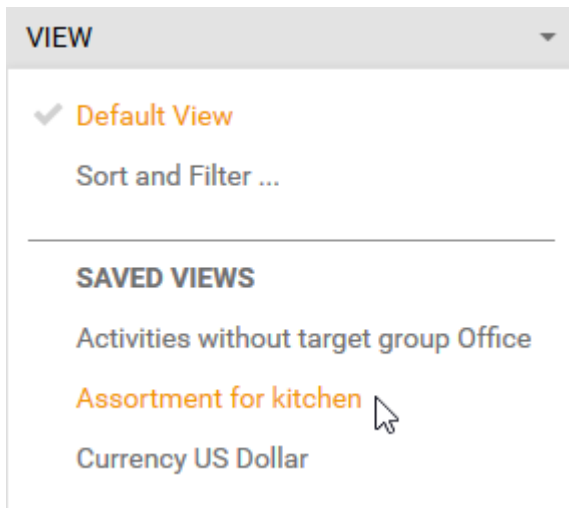 VIEW
Default View
Sort and Filter ...
SAVED VIEWS
Activities without target group Office
Assortment for kitchen
Currency US Dollar